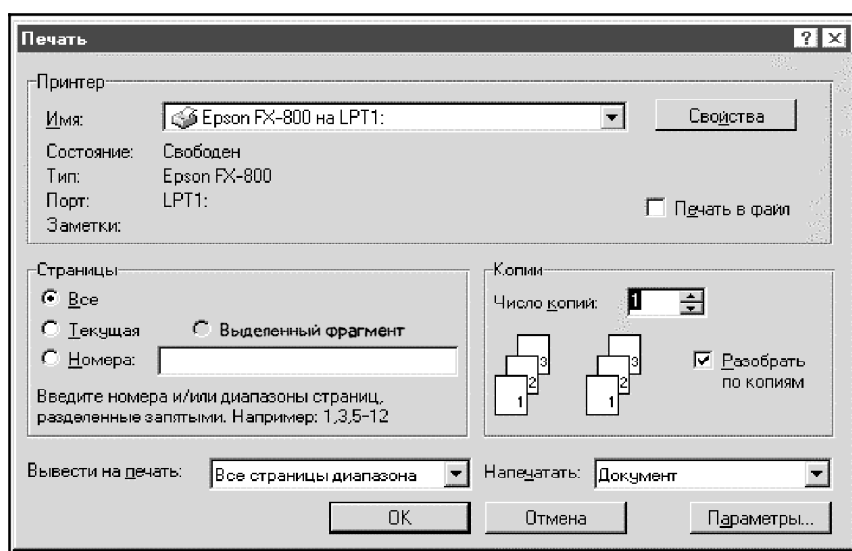 Печать
Принтер
Имя: Epson FX-800 на LPT1: Свойства
Состояние: Свободен
Тип: Epson FX-800
Порт: LPT1: Печать в файл
Заметки:
Страницы
Все
Текущая Выделенный фрагмент
Номера:
Введите номера и/или диапазоны страниц,
разделенные запятыми. Например: 1,3,5-12
Копии
Число копий: 1
3 3
2 2
1 1
Разобрать
по копиям
Вывести на печать: Все страницы диапазона Напечатать: Документ
OK Отмена Параметры...